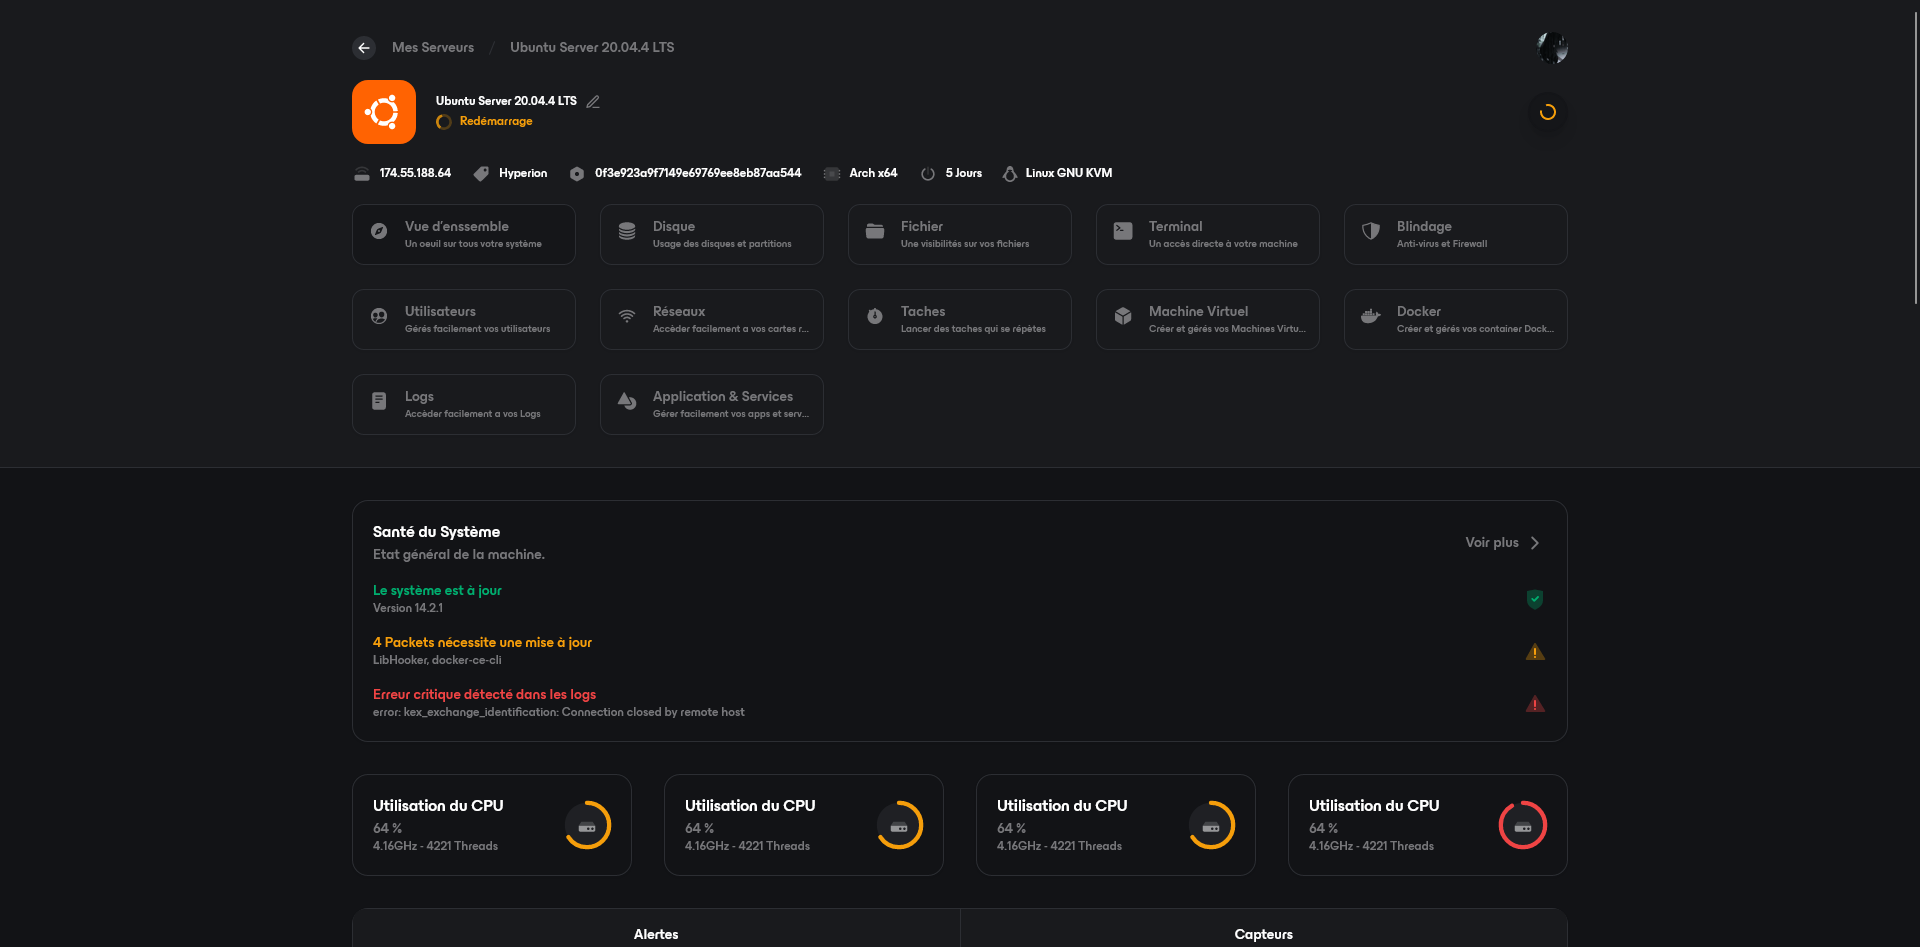 Mes Serveurs / Ubuntu Server 20.04.4 LTS
Ubuntu Server 20.04.4 LTS
Redémarrage
174.55.188.64 Hyperion 0f3e923a9f7149e69769ee8eb87aa544 Arch x64 5 Jours Linux GNU KVM
Vue d'enssemble
Un oeuil sur tous votre système
Disque
Usage des disques et partitions
Fichier
Une visibilités sur vos fichiers
Terminal
Un accès directe à votre machine
Blindage
Anti-virus et Firewall
Utilisateurs
Gérés facilement vos utilisateurs
Réseaux
Accèder facilement a vos cartes r...
Taches
Lancer des taches qui se répètes
Machine Virtuel
Créer et gérés vos Machines Virtu...
Docker
Créer et gérés vos container Dock...
Logs
Accèder facilement a vos Logs
Application & Services
Gérer facilement vos apps et serv...
Santé du Système
Etat général de la machine.
Voir plus
Le système est à jour
Version 14.2.1
4 Packets nécessite une mise à jour
LibHooker, docker-ce-cli
Erreur critique détecté dans les logs
error: kex_exchange_identification: Connection closed by remote host
Utilisation du CPU
64 %
4.16GHz - 4221 Threads
Utilisation du CPU
64 %
4.16GHz - 4221 Threads
Utilisation du CPU
64 %
4.16GHz - 4221 Threads
Utilisation du CPU
64 %
4.16GHz - 4221 Threads
Alertes
Capteurs